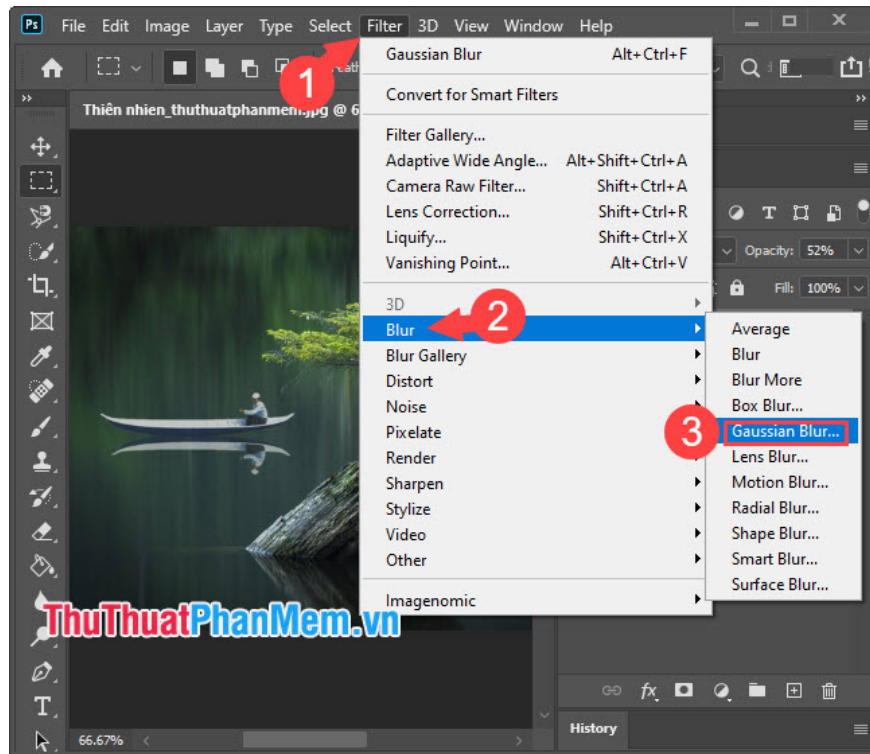 Ps File Edit Image Layer Type Select Filter 3D View Window Help
1
Thiên nhien_thuthuatphanmem.jpg @ 6
Gaussian Blur Alt+Ctrl+F
Convert for Smart Filters
Filter Gallery...
Adaptive Wide Angle... Alt+Shift+Ctrl+A
Camera Raw Filter... Shift+Ctrl+A
Lens Correction... Shift+Ctrl+R
Liquify... Shift+Ctrl+X
Vanishing Point... Alt+Ctrl+V
3D
Blur
2
Blur Gallery
Distort
Noise
Pixelate
Render
Sharpen
Stylize
Video
Other
Imagenomic
Opacity: 52%
Fill: 100%
Average
Blur
Blur More
Box Blur...
3 Gaussian Blur...
Lens Blur...
Motion Blur...
Radial Blur...
Shape Blur...
Smart Blur...
Surface Blur...
ThuThuatPhanMem.vn
fx
History
66.67%